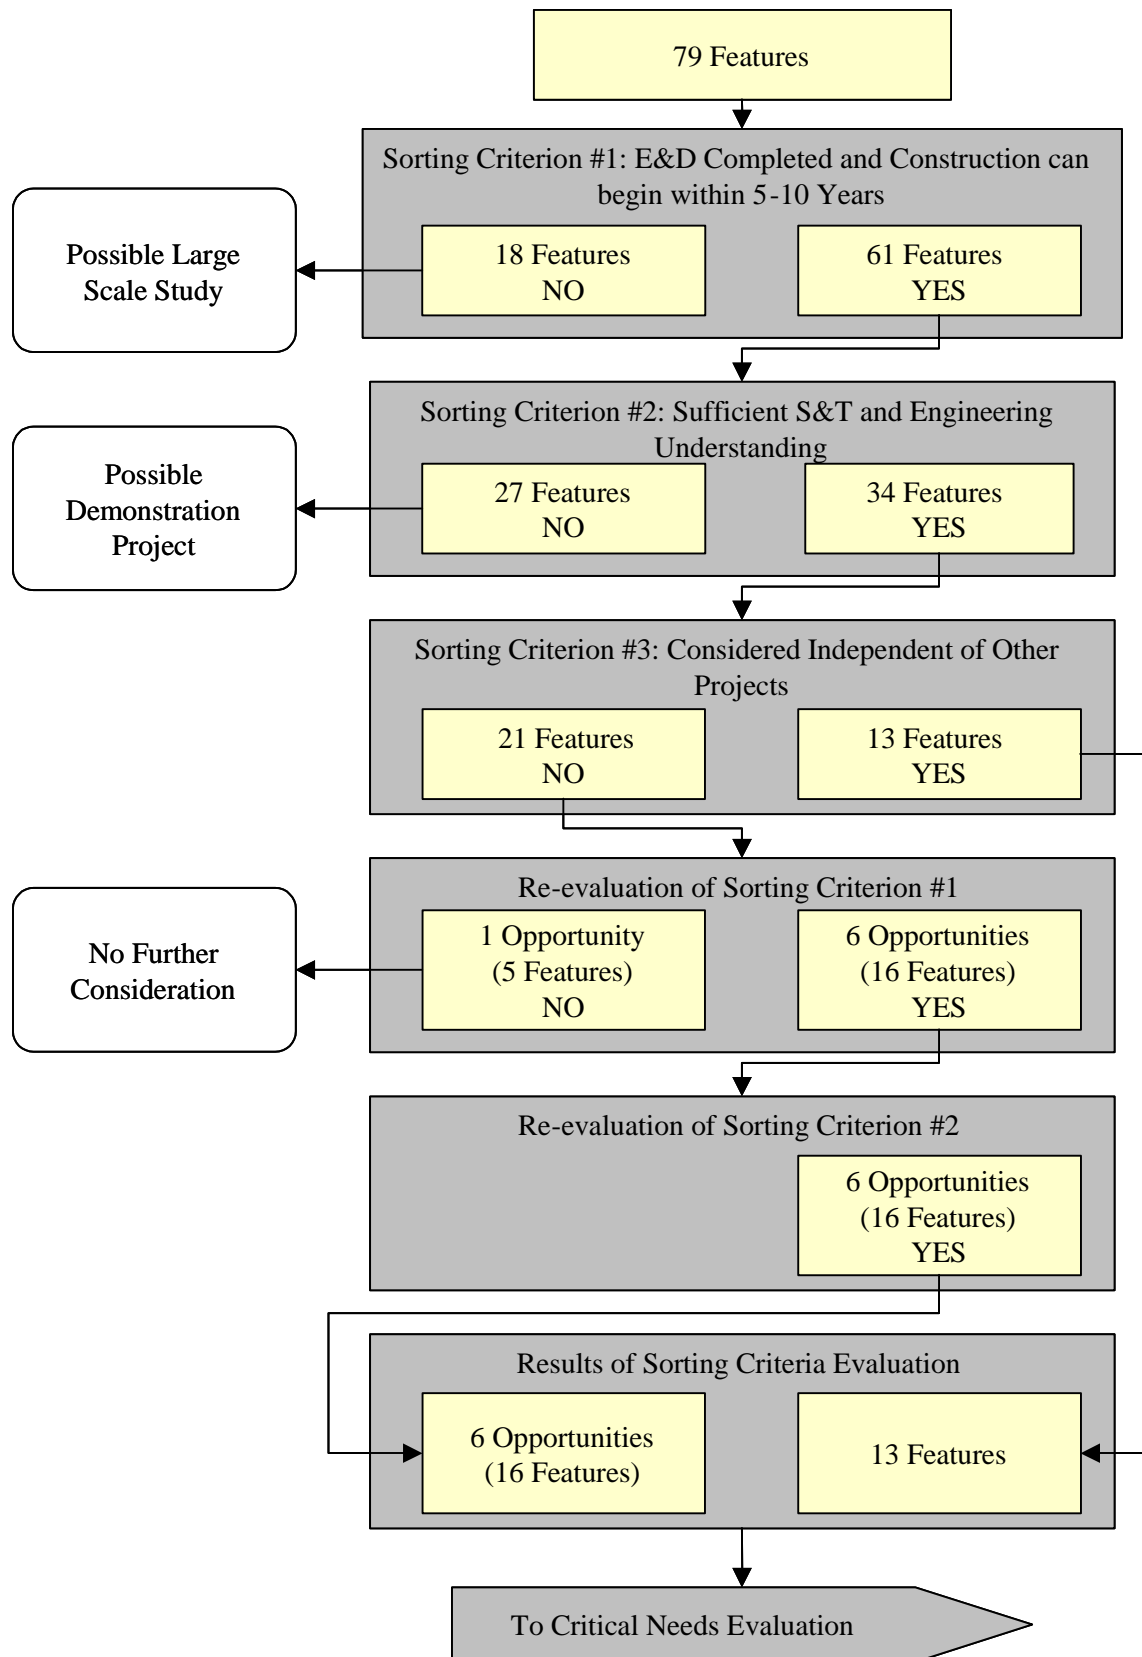 79 Features
Sorting Criterion #1: E&D Completed and Construction can
begin within 5-10 Years
Possible Large
Scale Study
18 Features
NO
61 Features
YES
Sorting Criterion #2: Sufficient S&T and Engineering
Understanding
Possible
Demonstration
Project
27 Features
NO
34 Features
YES
Sorting Criterion #3: Considered Independent of Other
Projects
21 Features
NO
13 Features
YES
Re-evaluation of Sorting Criterion #1
No Further
Consideration
1 Opportunity
(5 Features)
NO
6 Opportunities
(16 Features)
YES
Re-evaluation of Sorting Criterion #2
6 Opportunities
(16 Features)
YES
Results of Sorting Criteria Evaluation
6 Opportunities
(16 Features)
13 Features
To Critical Needs Evaluation